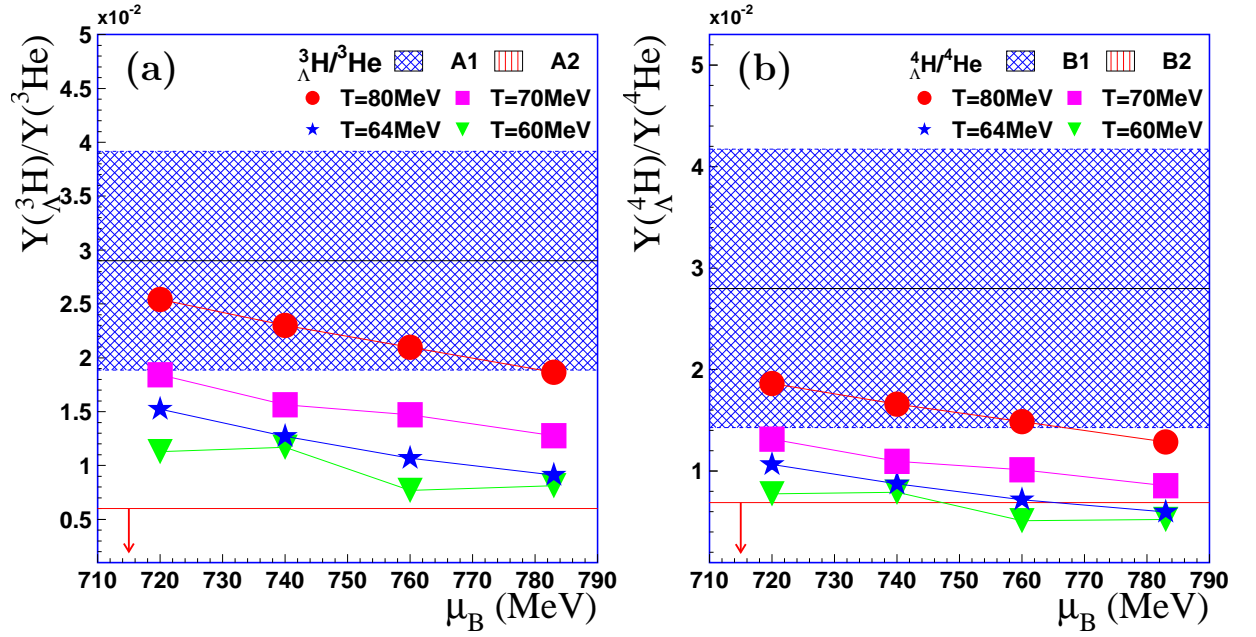 x10⁻²
(a)
³ΛH/³He A1 A2
T=80MeV T=70MeV
T=64MeV T=60MeV
Y(³ΛH)/Y(³He)
5
4.5
4
3.5
3
2.5
2
1.5
1
0.5
710 720 730 740 750 760 770 780 790
μB (MeV)
x10⁻²
(b)
⁴ΛH/⁴He B1 B2
T=80MeV T=70MeV
T=64MeV T=60MeV
Y(⁴ΛH)/Y(⁴He)
5
4
3
2
1
710 720 730 740 750 760 770 780 790
μB (MeV)